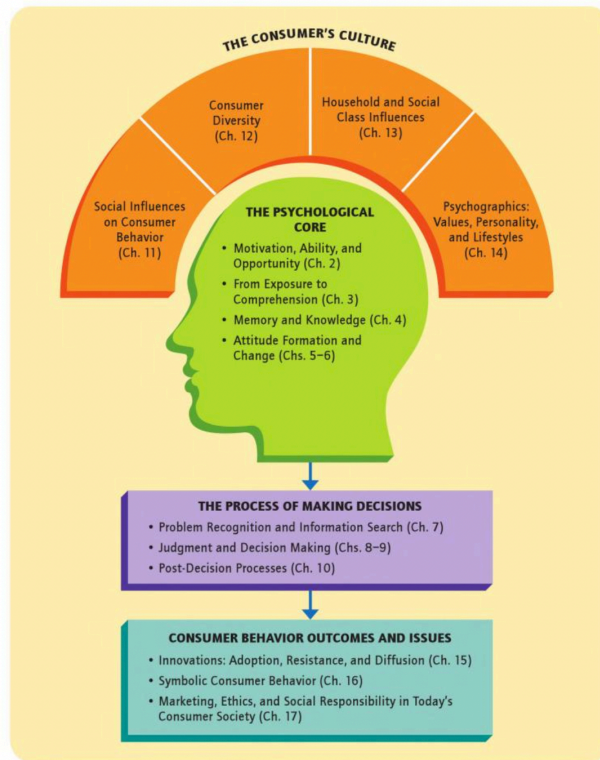 THE CONSUMER'S CULTURE
Social Influences
on Consumer
Behavior
(Ch. 11)
Consumer
Diversity
(Ch. 12)
Household and Social
Class Influences
(Ch. 13)
Psychographics:
Values, Personality,
and Lifestyles
(Ch. 14)
THE PSYCHOLOGICAL
CORE
• Motivation, Ability, and
Opportunity (Ch. 2)
• From Exposure to
Comprehension (Ch. 3)
• Memory and Knowledge (Ch. 4)
• Attitude Formation and
Change (Chs. 5–6)
THE PROCESS OF MAKING DECISIONS
• Problem Recognition and Information Search (Ch. 7)
• Judgment and Decision Making (Chs. 8–9)
• Post-Decision Processes (Ch. 10)
CONSUMER BEHAVIOR OUTCOMES AND ISSUES
• Innovations: Adoption, Resistance, and Diffusion (Ch. 15)
• Symbolic Consumer Behavior (Ch. 16)
• Marketing, Ethics, and Social Responsibility in Today's
Consumer Society (Ch. 17)